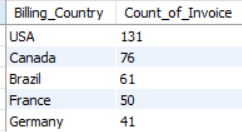 Billing_Country Count_of_Invoice
USA 131
Canada 76
Brazil 61
France 50
Germany 41